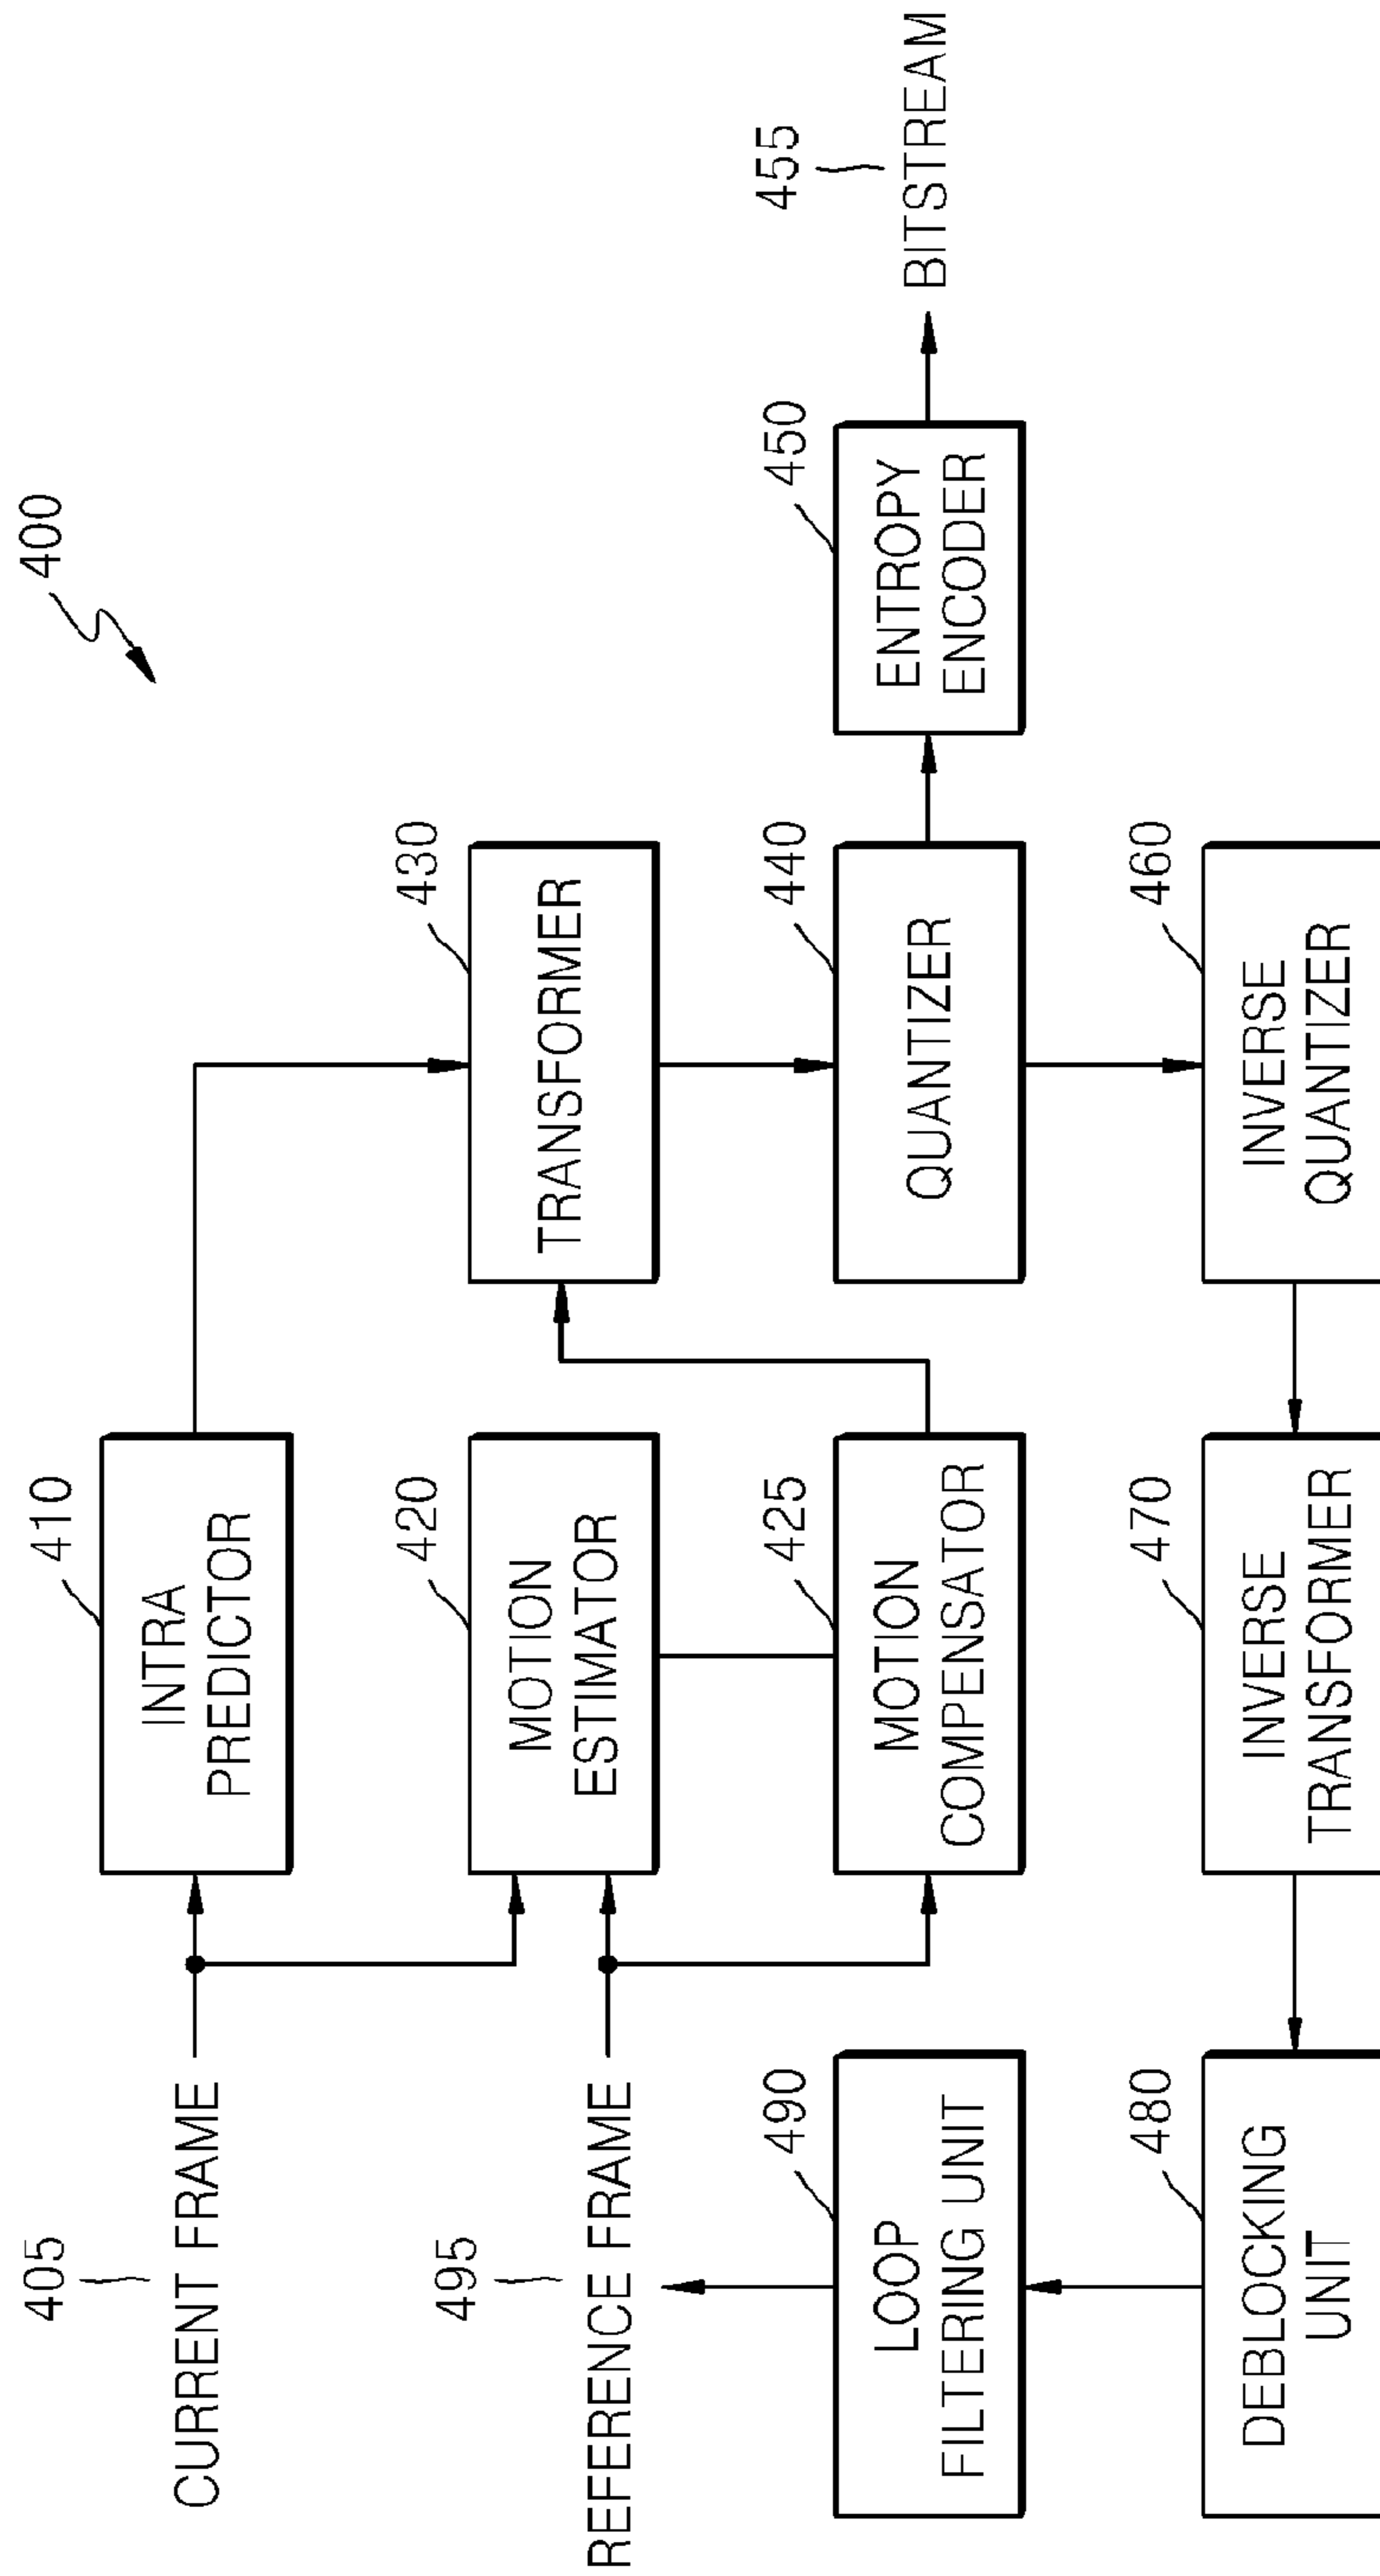 400
405
CURRENT FRAME
410
INTRA
PREDICTOR
495
REFERENCE FRAME
420
MOTION
ESTIMATOR
430
TRANSFORMER
490
LOOP
FILTERING UNIT
425
MOTION
COMPENSATOR
440
QUANTIZER
450
ENTROPY
ENCODER
455
BITSTREAM
480
DEBLOCKING
UNIT
470
INVERSE
TRANSFORMER
460
INVERSE
QUANTIZER